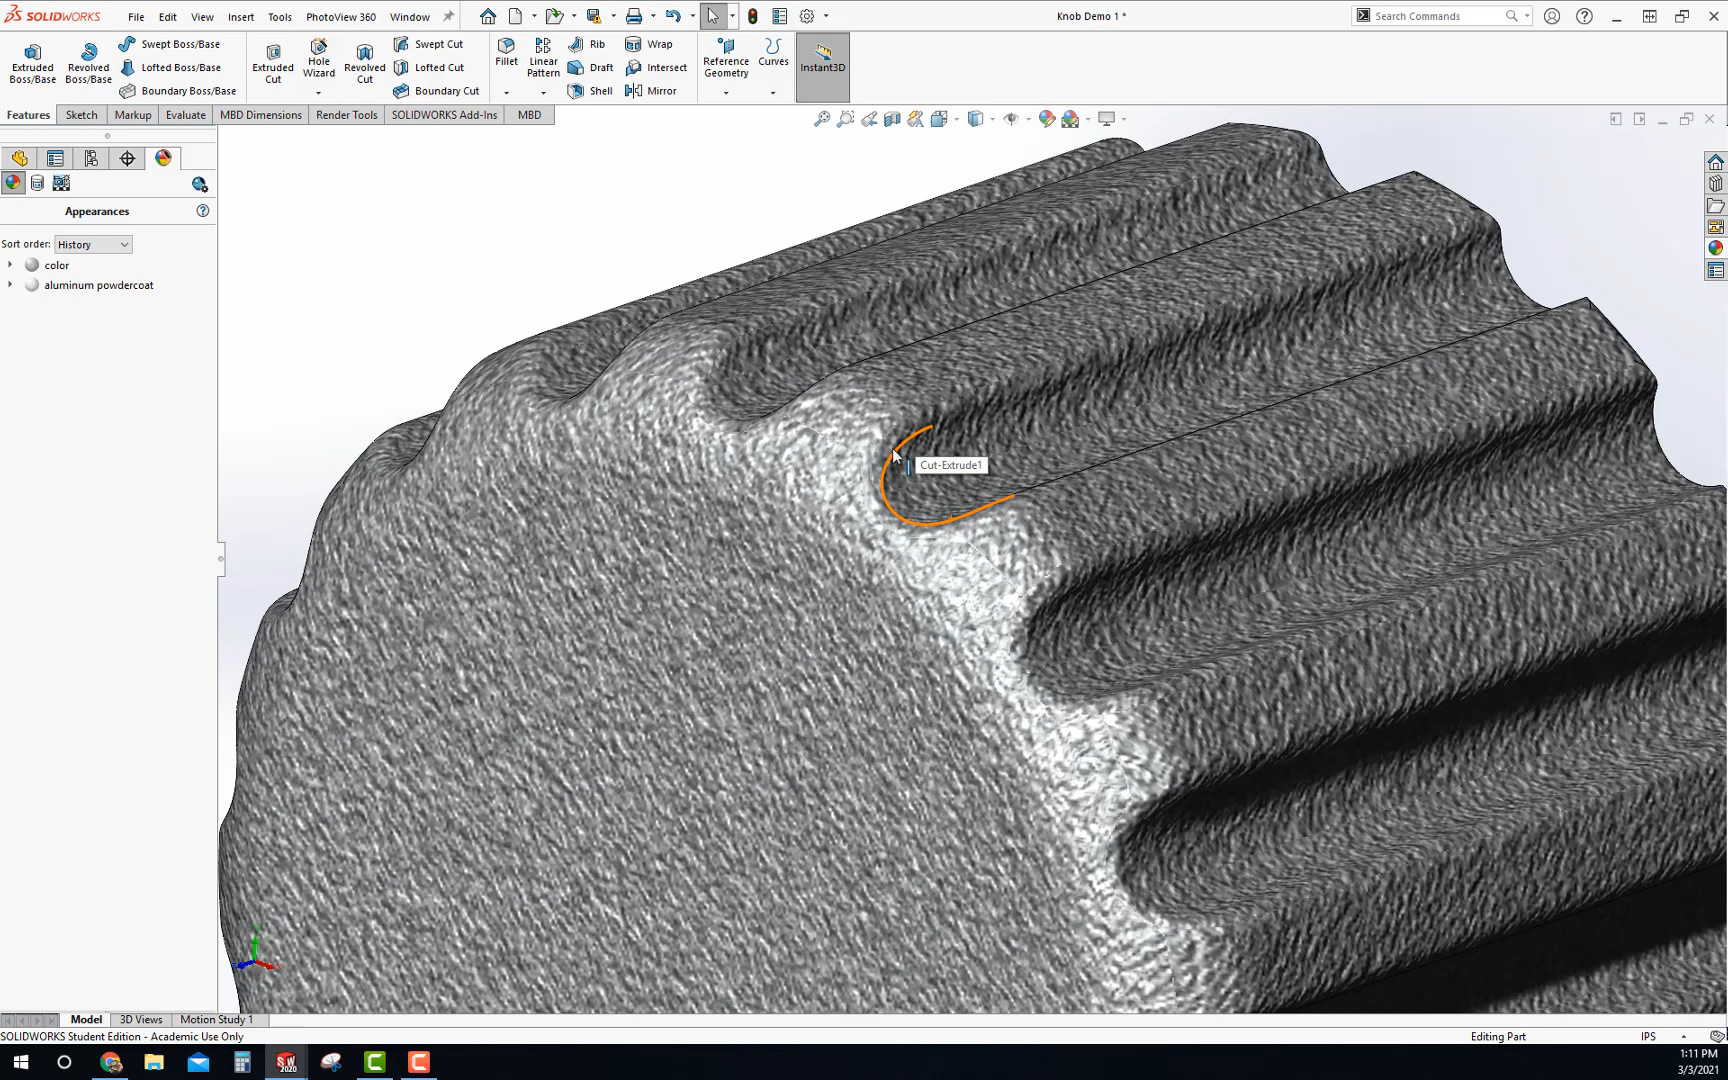 SOLIDWORKS File Edit View Insert Tools PhotoView 360 Window Knob Demo 1 * Search Commands
Extruded Boss/Base
Revolved Boss/Base
Swept Boss/Base
Lofted Boss/Base
Boundary Boss/Base
Extruded Cut
Hole Wizard
Revolved Cut
Swept Cut
Lofted Cut
Boundary Cut
Fillet
Linear Pattern
Rib
Draft
Shell
Wrap
Intersect
Mirror
Reference Geometry
Curves
Instant3D
Features Sketch Markup Evaluate MBD Dimensions Render Tools SOLIDWORKS Add-Ins MBD
Appearances
Sort order: History
color
aluminum powdercoat
Cut-Extrude1
Model 3D Views Motion Study 1
SOLIDWORKS Student Edition - Academic Use Only Editing Part IPS
SW 2020
1:11 PM
3/3/2021